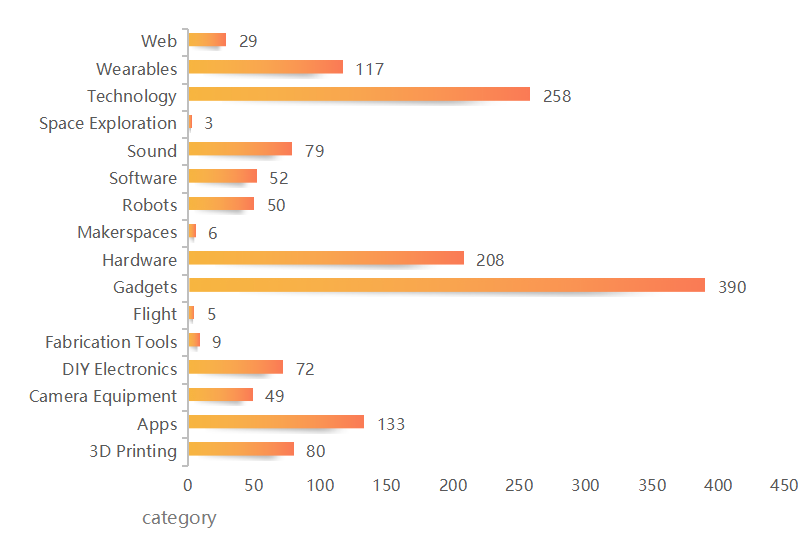 Web 29
Wearables 117
Technology 258
Space Exploration 3
Sound 79
Software 52
Robots 50
Makerspaces 6
Hardware 208
Gadgets 390
Flight 5
Fabrication Tools 9
DIY Electronics 72
Camera Equipment 49
Apps 133
3D Printing 80
0 50 100 150 200 250 300 350 400 450
category